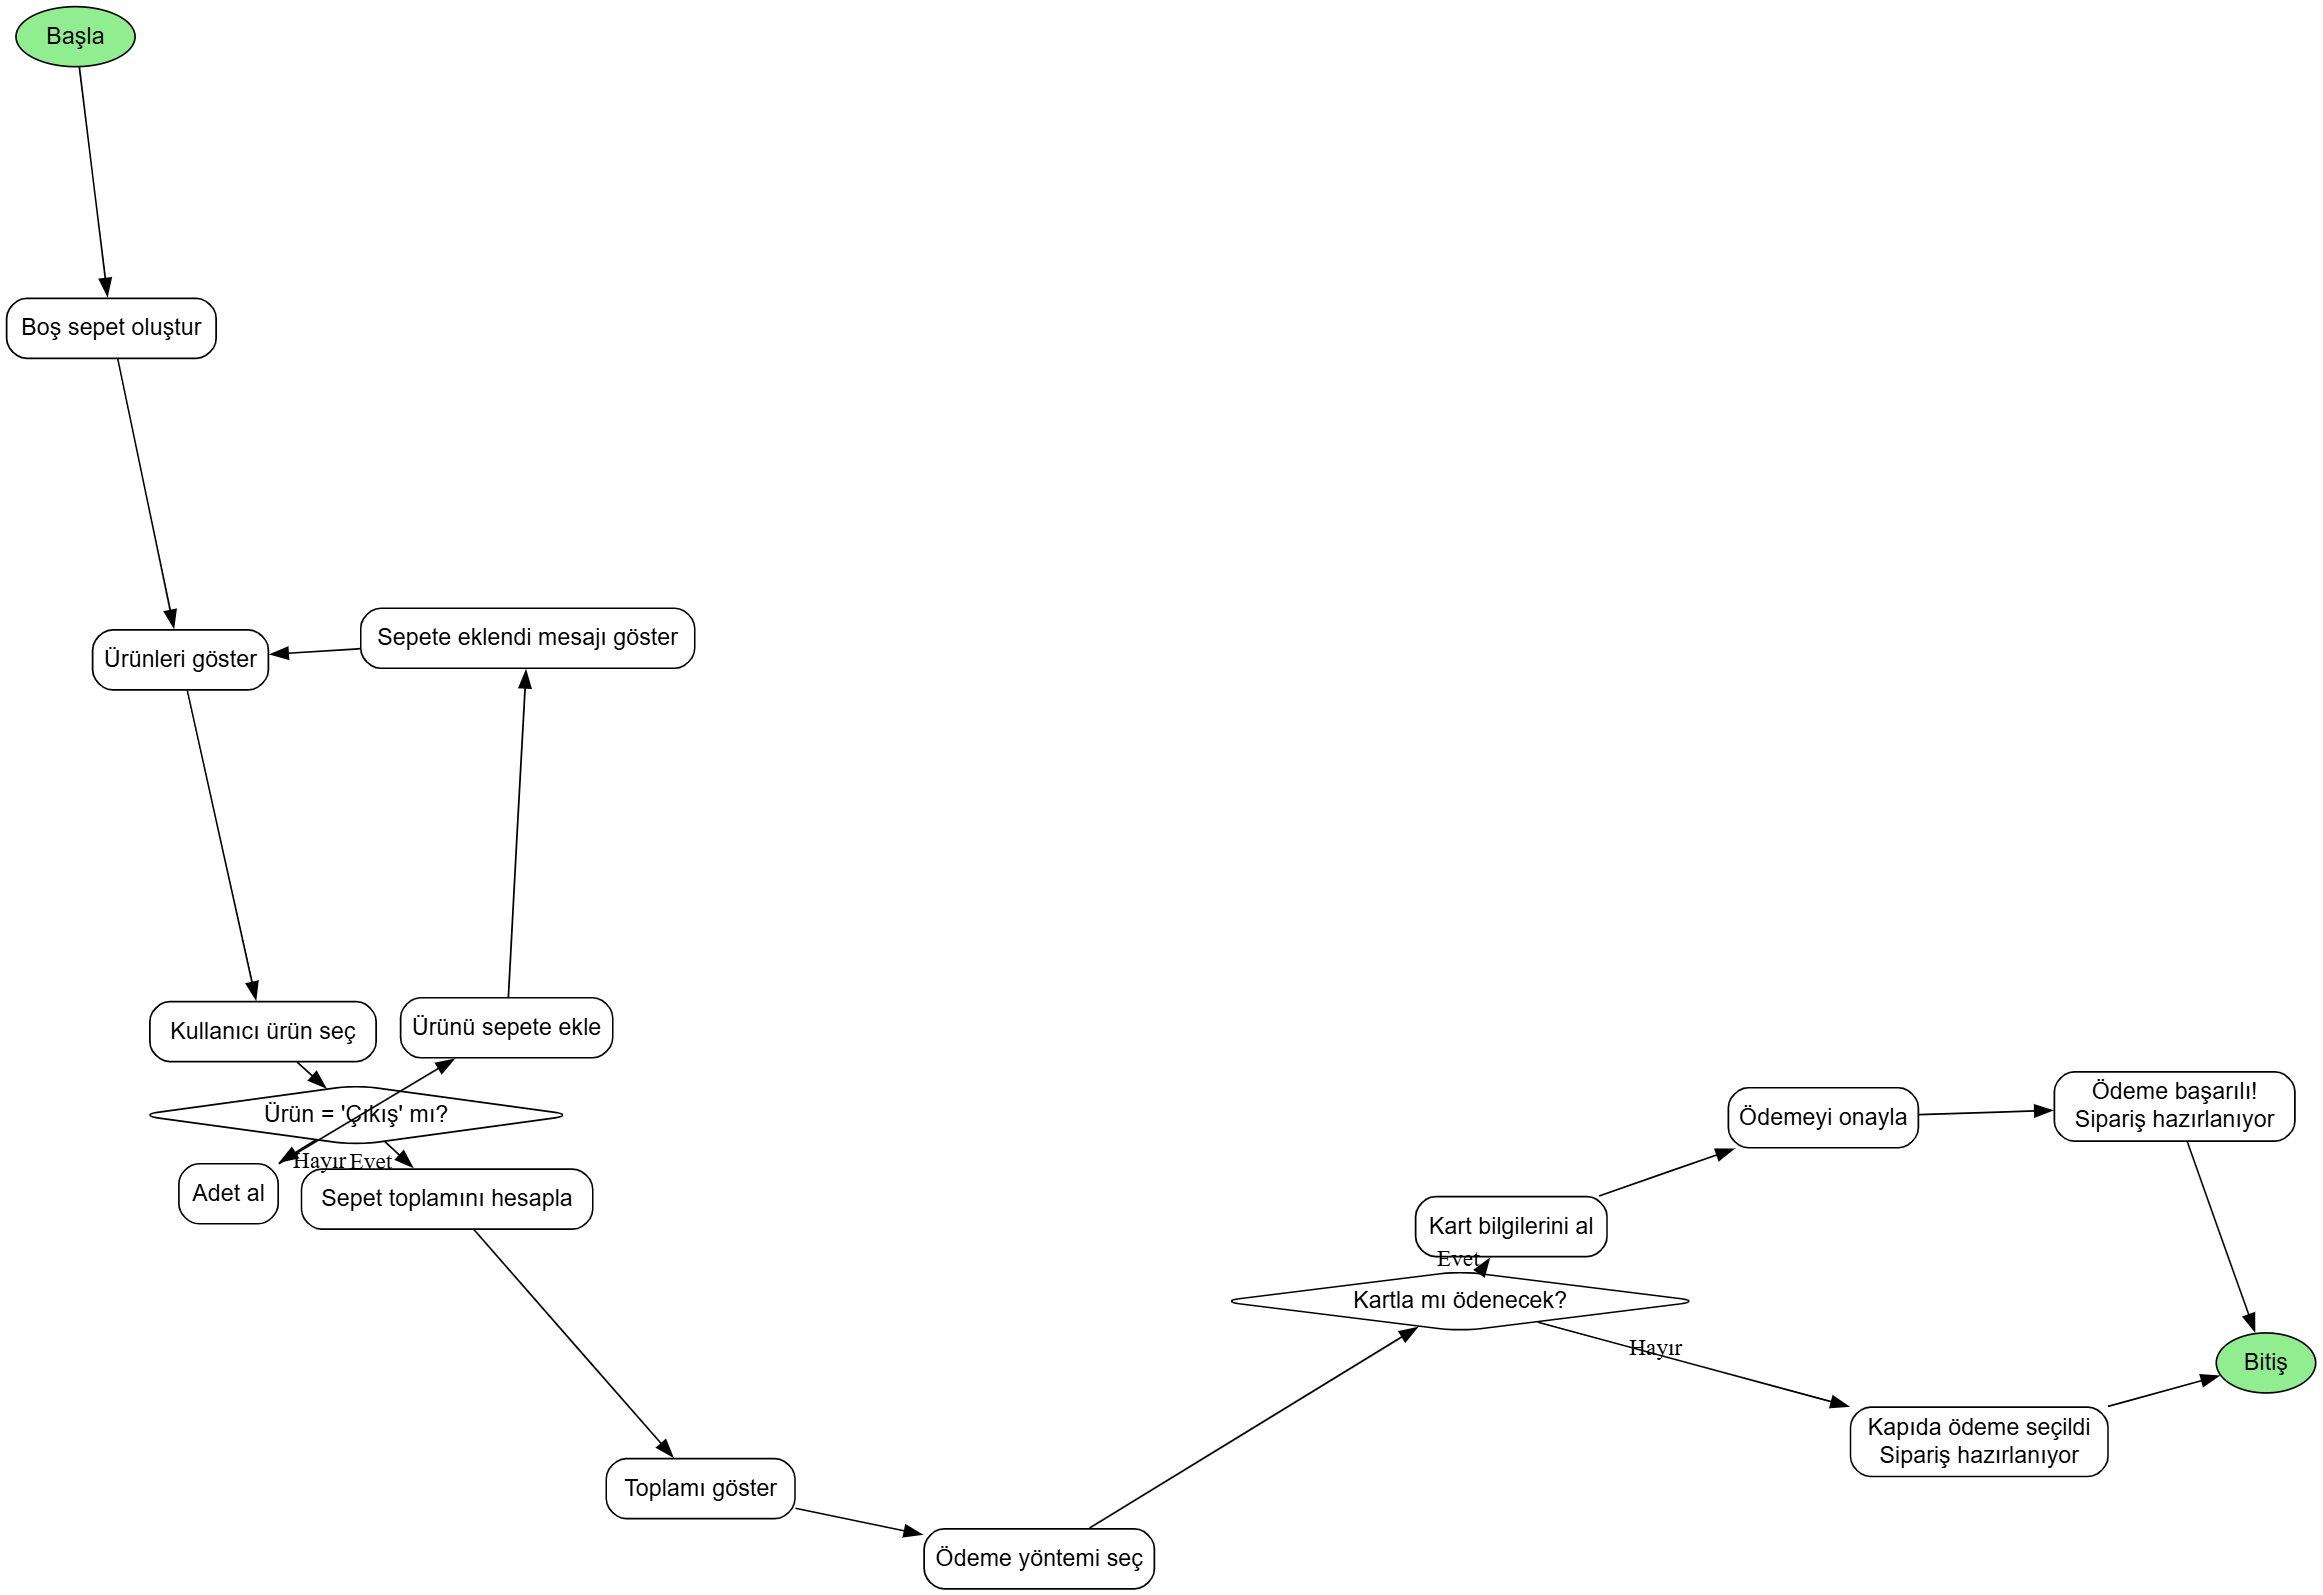 Başla
Boş sepet oluştur
Ürünleri göster
Sepete eklendi mesajı göster
Kullanıcı ürün seç
Ürünü sepete ekle
Ürün = 'Çıkış' mı?
Hayır
Evet
Adet al
Sepet toplamını hesapla
Toplamı göster
Ödeme yöntemi seç
Kartla mı ödenecek?
Evet
Kart bilgilerini al
Ödemeyi onayla
Ödeme başarılı!
Sipariş hazırlanıyor
Hayır
Kapıda ödeme seçildi
Sipariş hazırlanıyor
Bitiş